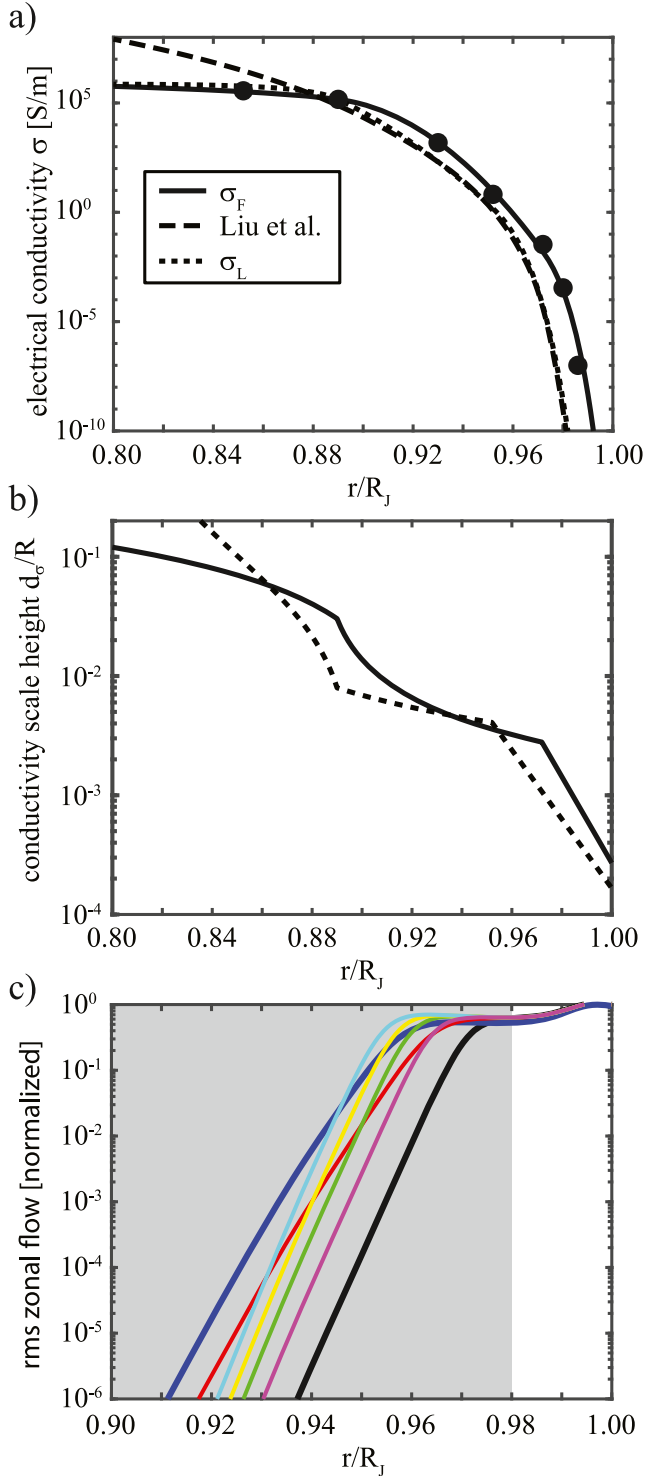 a)
electrical conductivity σ [S/m]
10^5
10^0
10^-5
10^-10
σ_F
Liu et al.
σ_L
0.80 0.84 0.88 0.92 0.96 1.00
r/R_J
b)
conductivity scale height d_σ/R
10^-1
10^-2
10^-3
10^-4
0.80 0.84 0.88 0.92 0.96 1.00
r/R_J
c)
rms zonal flow [normalized]
10^0
10^-1
10^-2
10^-3
10^-4
10^-5
10^-6
0.90 0.92 0.94 0.96 0.98 1.00
r/R_J